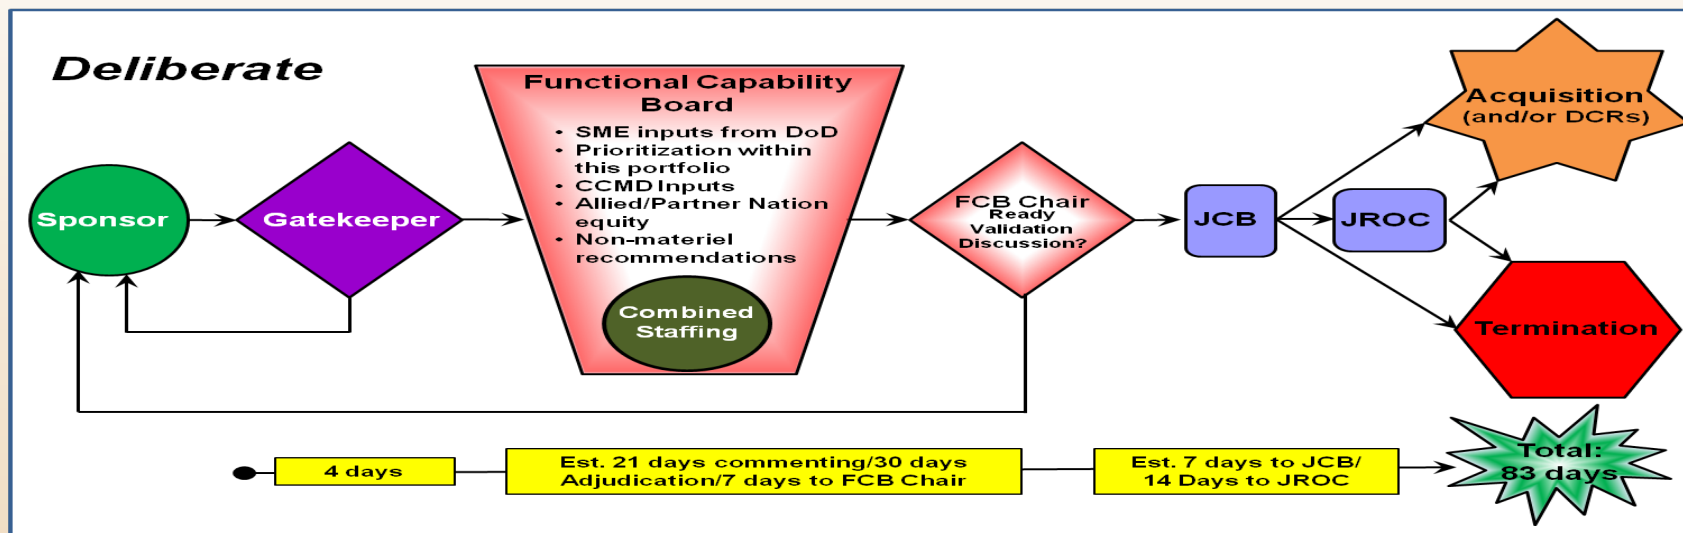 Deliberate
Sponsor
Gatekeeper
Functional Capability
Board
• SME inputs from DoD
• Prioritization within
this portfolio
• CCMD Inputs
• Allied/Partner Nation
equity
• Non-materiel
recommendations
Combined
Staffing
FCB Chair
Ready
Validation
Discussion?
JCB
JROC
Acquisition
(and/or DCRs)
Termination
4 days
Est. 21 days commenting/30 days
Adjudication/7 days to FCB Chair
Est. 7 days to JCB/
14 Days to JROC
Total:
83 days